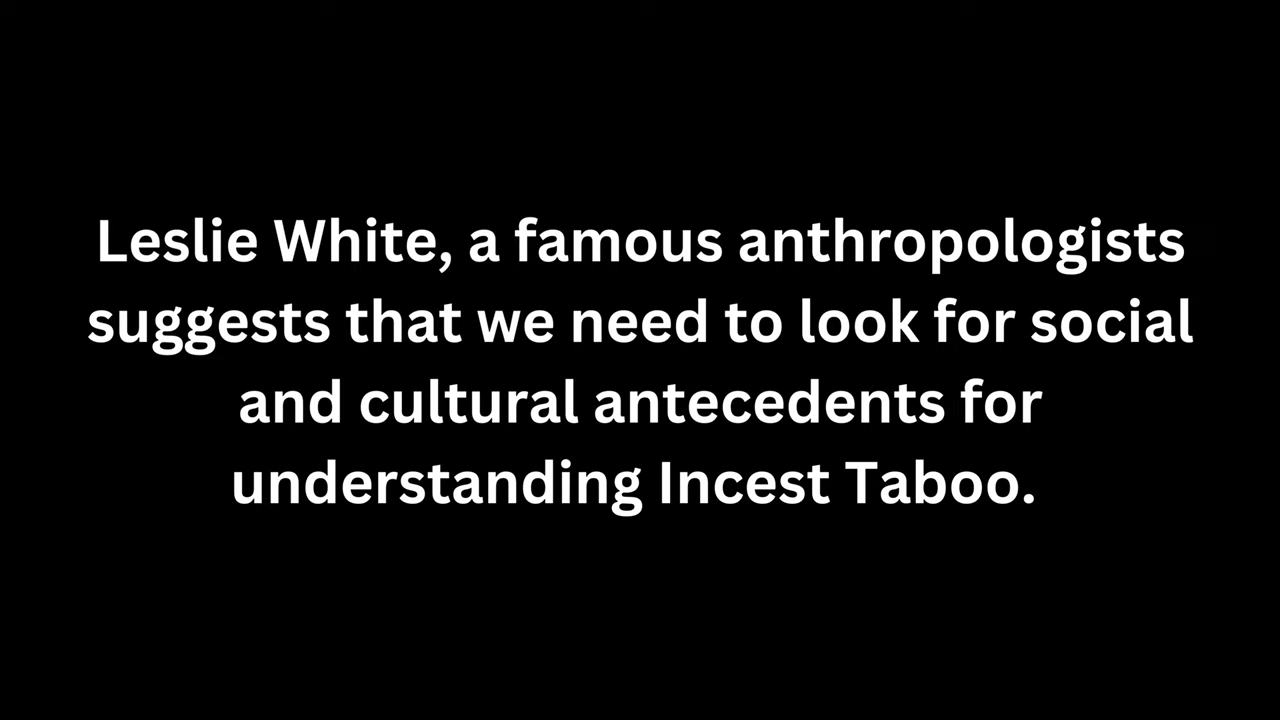 Leslie White, a famous anthropologists
suggests that we need to look for social
and cultural antecedents for
understanding Incest Taboo.